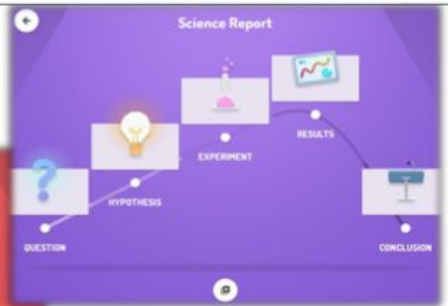 Science Report
QUESTION
HYPOTHESIS
EXPERIMENT
RESULTS
CONCLUSION